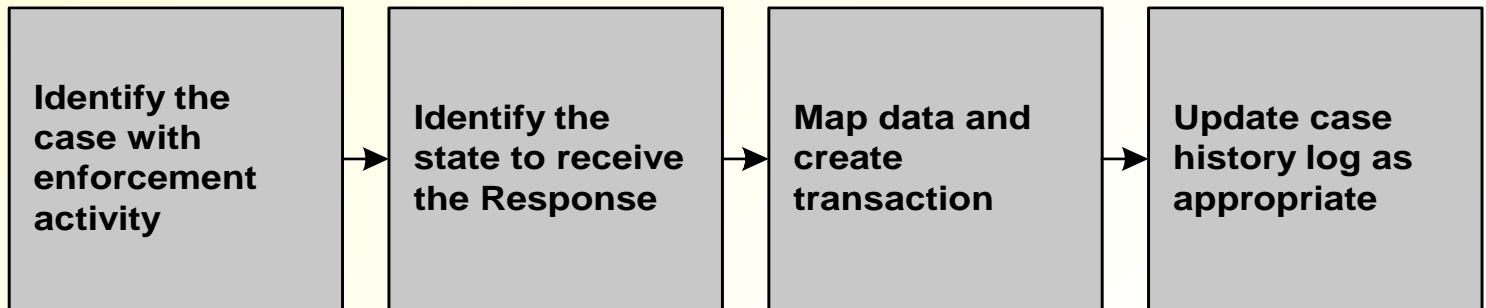 Identify the
case with
enforcement
activity
Identify the
state to receive
the Response
Map data and
create
transaction
Update case
history log as
appropriate